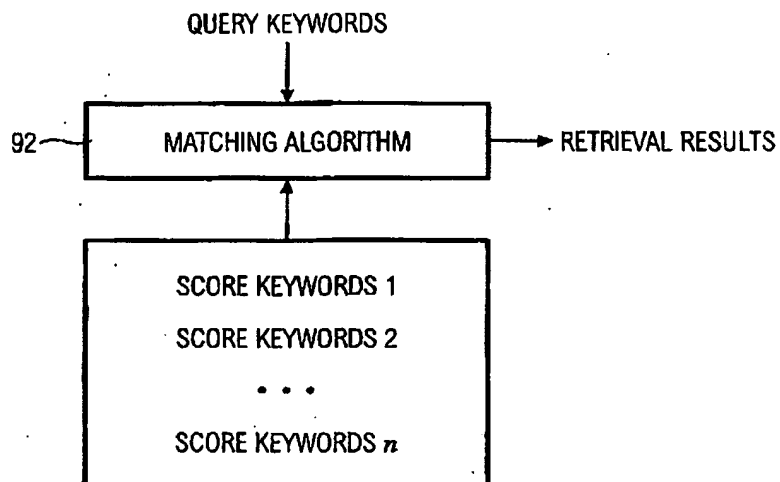 QUERY KEYWORDS
92 MATCHING ALGORITHM RETRIEVAL RESULTS
SCORE KEYWORDS 1
SCORE KEYWORDS 2
• • •
SCORE KEYWORDS n